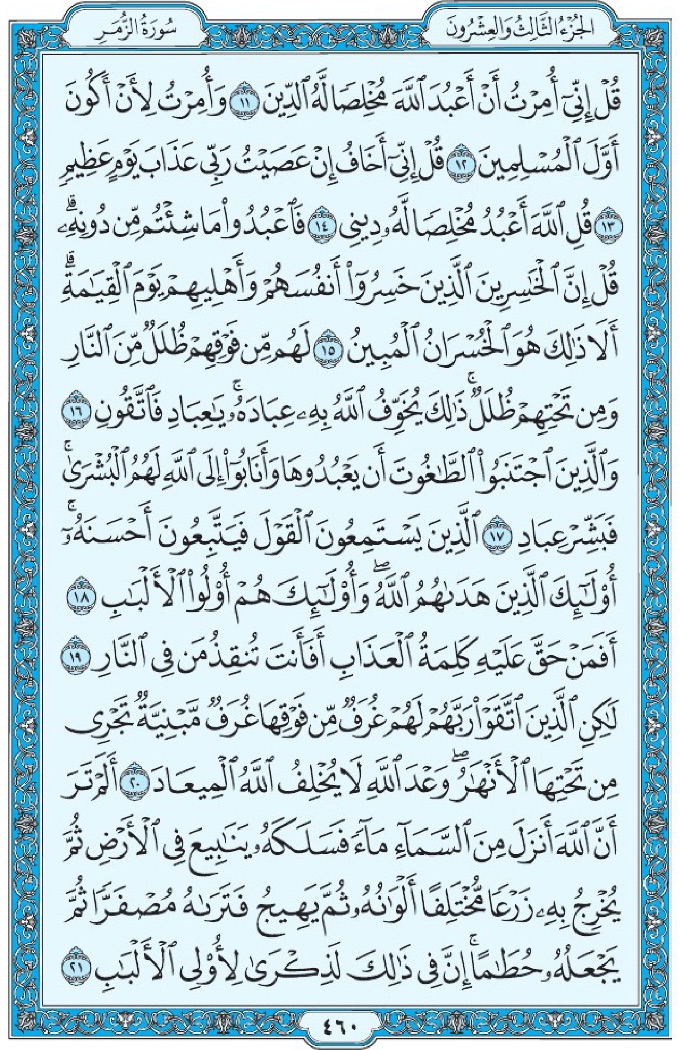 الجُزْءُ الثَّالِثُ وَالعِشْرُونَ
سُورَةُ الزُّمَرِ
قُلْ إِنِّيٓ أُمِرْتُ أَنْ أَعْبُدَ ٱللَّهَ مُخْلِصًا لَّهُ ٱلدِّينَ ١١ وَأُمِرْتُ لِأَنْ أَكُونَ
أَوَّلَ ٱلْمُسْلِمِينَ ١٢ قُلْ إِنِّيٓ أَخَافُ إِنْ عَصَيْتُ رَبِّي عَذَابَ يَوْمٍ عَظِيمٍ
١٣ قُلِ ٱللَّهَ أَعْبُدُ مُخْلِصًا لَّهُۥ دِينِي ١٤ فَٱعْبُدُوا۟ مَا شِئْتُم مِّن دُونِهِۦۗ
قُلْ إِنَّ ٱلْخَٰسِرِينَ ٱلَّذِينَ خَسِرُوٓا۟ أَنفُسَهُمْ وَأَهْلِيهِمْ يَوْمَ ٱلْقِيَٰمَةِۗ
أَلَا ذَٰلِكَ هُوَ ٱلْخُسْرَانُ ٱلْمُبِينُ ١٥ لَهُم مِّن فَوْقِهِمْ ظُلَلٌ مِّنَ ٱلنَّارِ
وَمِن تَحْتِهِمْ ظُلَلٌۚ ذَٰلِكَ يُخَوِّفُ ٱللَّهُ بِهِۦ عِبَادَهُۥۚ يَٰعِبَادِ فَٱتَّقُونِ ١٦
وَٱلَّذِينَ ٱجْتَنَبُوا۟ ٱلطَّٰغُوتَ أَن يَعْبُدُوهَا وَأَنَابُوٓا۟ إِلَى ٱللَّهِ لَهُمُ ٱلْبُشْرَىٰۚ
فَبَشِّرْ عِبَادِ ١٧ ٱلَّذِينَ يَسْتَمِعُونَ ٱلْقَوْلَ فَيَتَّبِعُونَ أَحْسَنَهُۥٓۚ
أُو۟لَٰٓئِكَ ٱلَّذِينَ هَدَىٰهُمُ ٱللَّهُۖ وَأُو۟لَٰٓئِكَ هُمْ أُو۟لُوا۟ ٱلْأَلْبَٰبِ ١٨
أَفَمَنْ حَقَّ عَلَيْهِ كَلِمَةُ ٱلْعَذَابِ أَفَأَنتَ تُنقِذُ مَن فِي ٱلنَّارِ ١٩
لَٰكِنِ ٱلَّذِينَ ٱتَّقَوْا۟ رَبَّهُمْ لَهُمْ غُرَفٌ مِّن فَوْقِهَا غُرَفٌ مَّبْنِيَّةٌ تَجْرِي
مِن تَحْتِهَا ٱلْأَنْهَٰرُۖ وَعْدَ ٱللَّهِ لَا يُخْلِفُ ٱللَّهُ ٱلْمِيعَادَ ٢٠ أَلَمْ تَرَ
أَنَّ ٱللَّهَ أَنزَلَ مِنَ ٱلسَّمَآءِ مَآءً فَسَلَكَهُۥ يَنَٰبِيعَ فِي ٱلْأَرْضِ ثُمَّ
يُخْرِجُ بِهِۦ زَرْعًا مُّخْتَلِفًا أَلْوَٰنُهُۥ ثُمَّ يَهِيجُ فَتَرَىٰهُ مُصْفَرًّا ثُمَّ
يَجْعَلُهُۥ حُطَٰمًاۚ إِنَّ فِي ذَٰلِكَ لَذِكْرَىٰ لِأُو۟لِي ٱلْأَلْبَٰبِ ٢١
٤٦٠